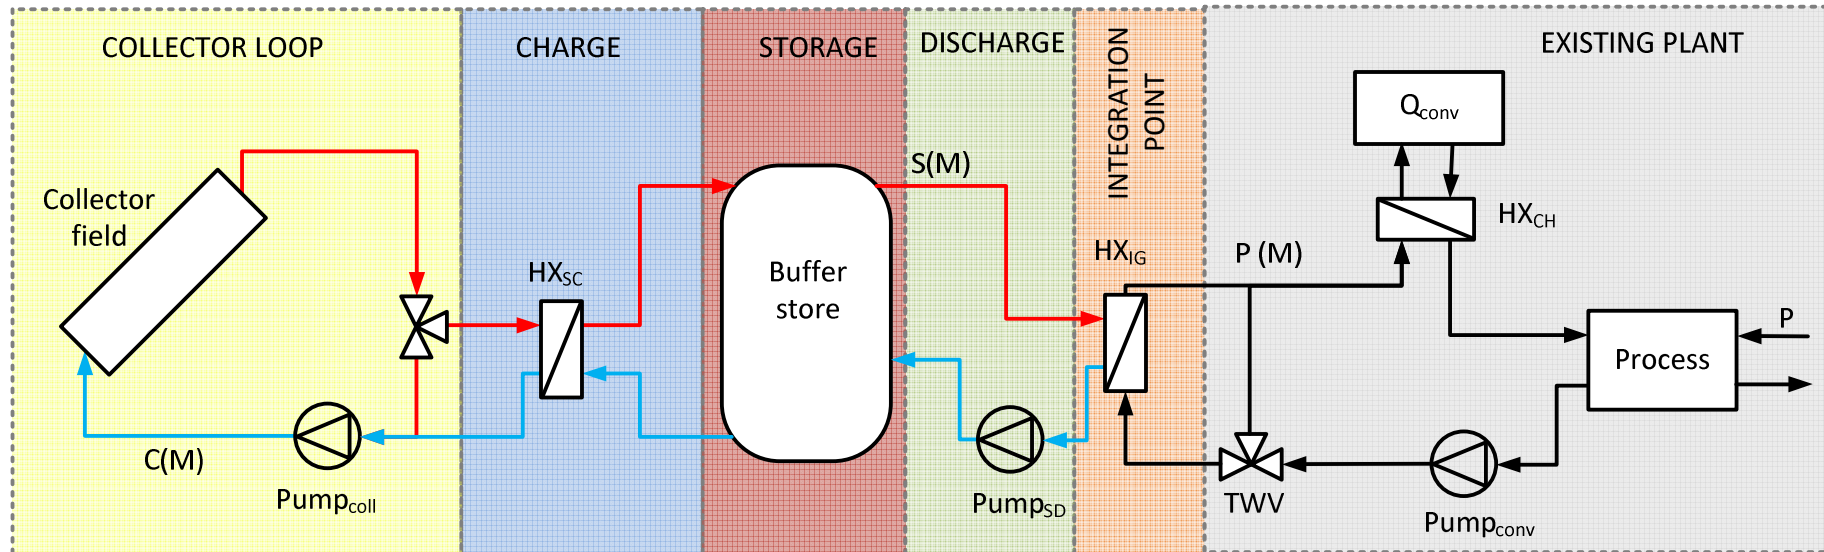 COLLECTOR LOOP
CHARGE
STORAGE
DISCHARGE
INTEGRATION
POINT
EXISTING PLANT
Qconv
HXCH
Collector
field
S(M)
HXSC
HXIG
P (M)
Buffer
store
P
Process
C(M)
Pumpcoll
PumpSD
TWV
Pumpconv